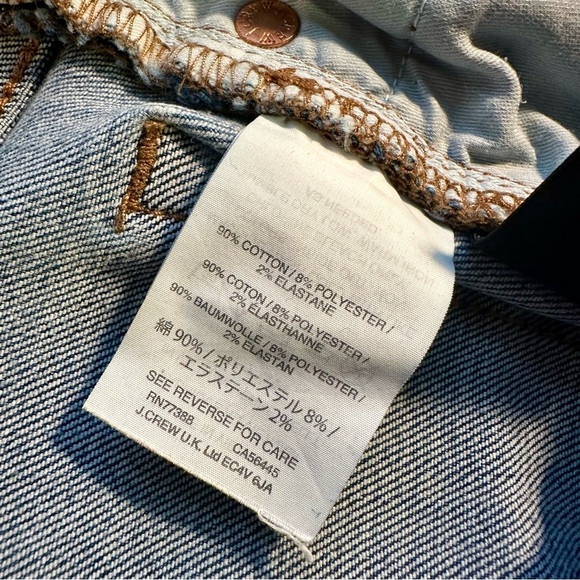 90% COTTON / 8% POLYESTER /
2% ELASTANE
90% COTON / 8% POLYESTER /
2% ÉLASTHANNE
90% BAUMWOLLE / 8% POLYESTER /
2% ELASTAN
綿 90% / ポリエステル 8% /
エラステーン 2%
SEE REVERSE FOR CARE
RN77388 CA56445
J.CREW U.K. Ltd EC4V 6JA